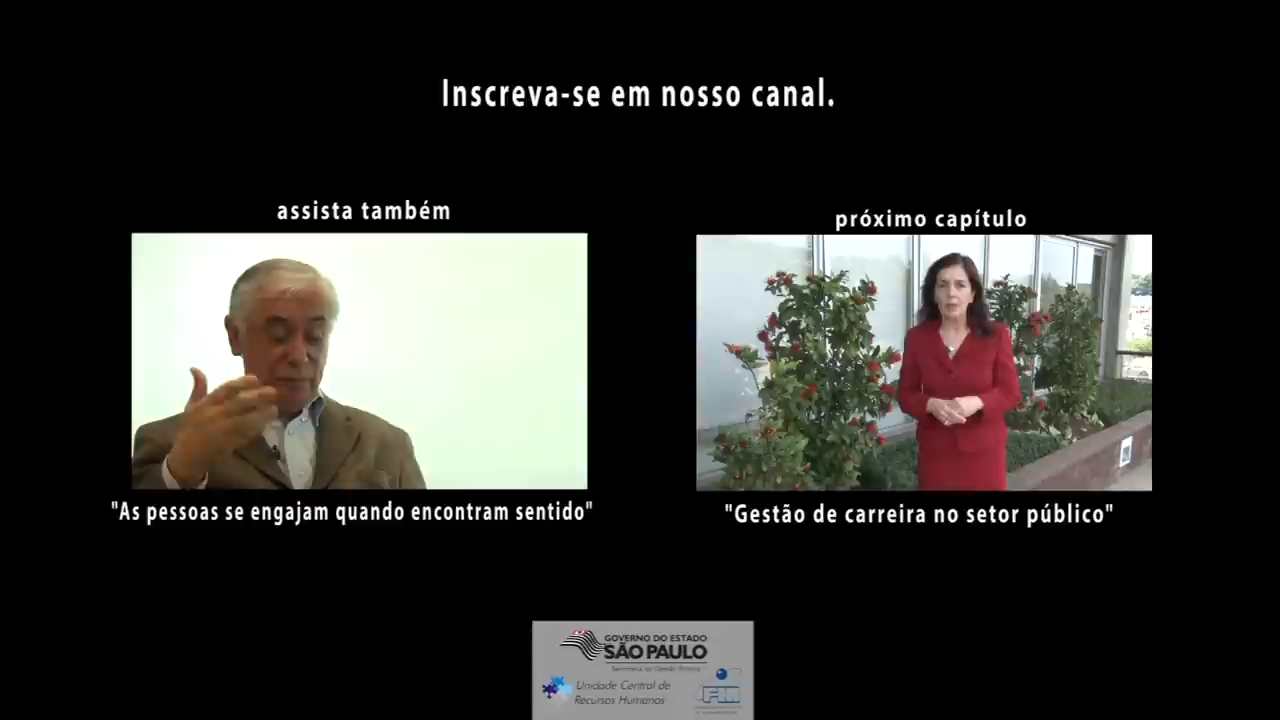 Inscreva-se em nosso canal.
assista também
próximo capítulo
"As pessoas se engajam quando encontram sentido"
"Gestão de carreira no setor público"
GOVERNO DO ESTADO
SÃO PAULO
Unidade Central de
Recursos Humanos